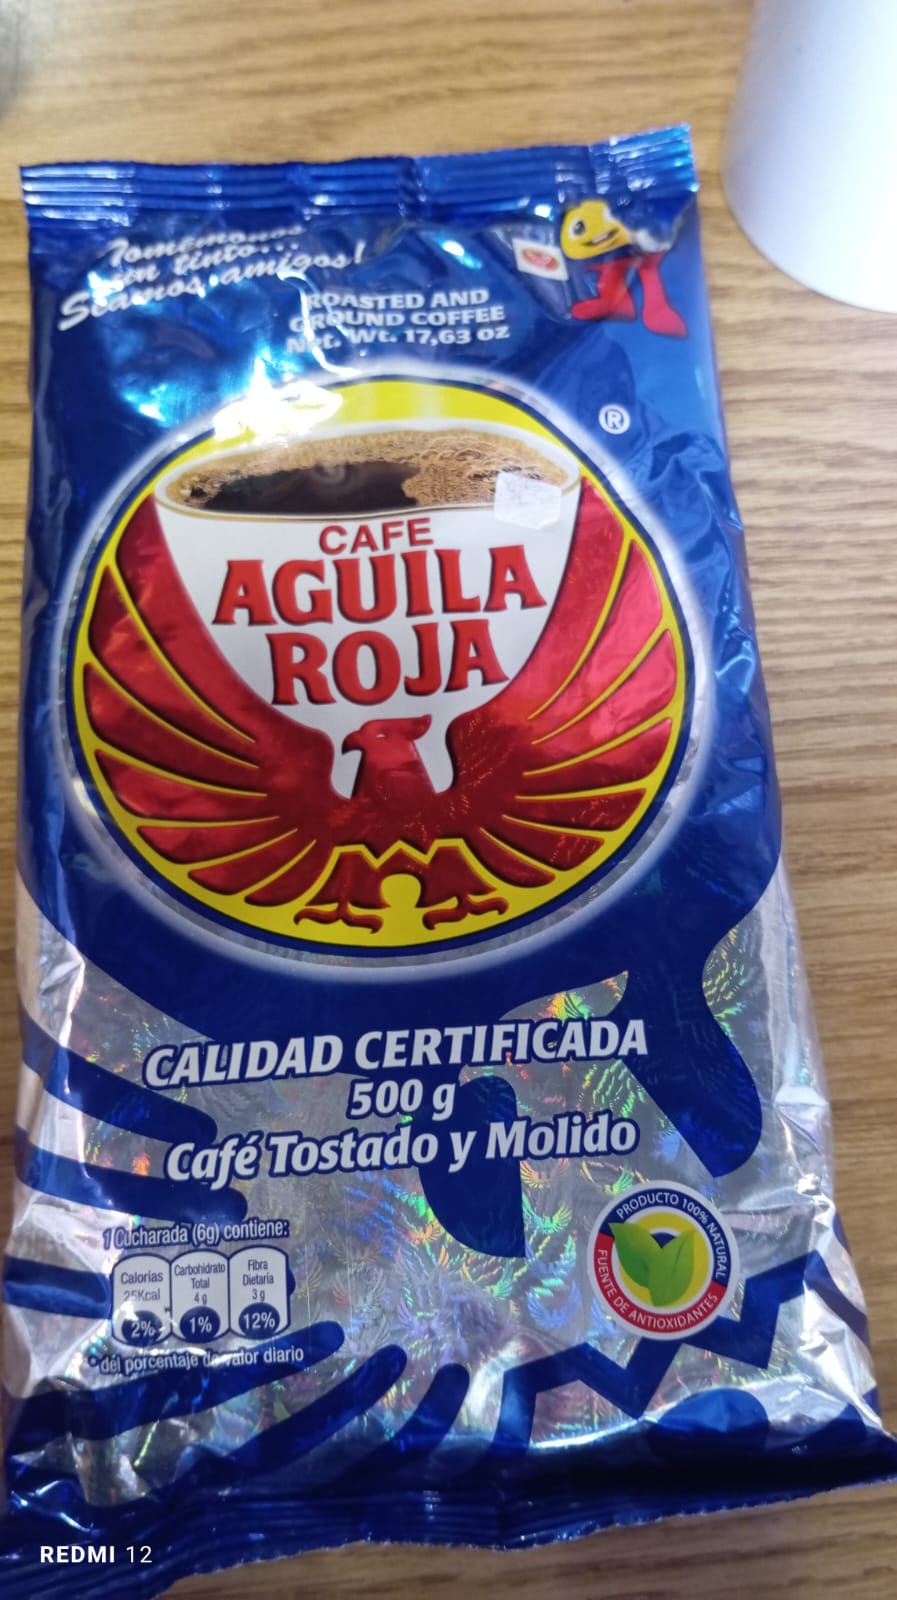 Tomémonos
un tinto...
Seamos amigos!
ROASTED AND
GROUND COFFEE
Net. Wt. 17,63 oz
®
CAFE
AGUILA
ROJA
CALIDAD CERTIFICADA
500 g
Café Tostado y Molido
1 Cucharada (6g) contiene:
Calorías
25Kcal
2%
Carbohidrato
Total
4 g
1%
Fibra
Dietaria
3 g
12%
*del porcentaje de valor diario
PRODUCTO 100% NATURAL
FUENTE DE ANTIOXIDANTES
REDMI 12